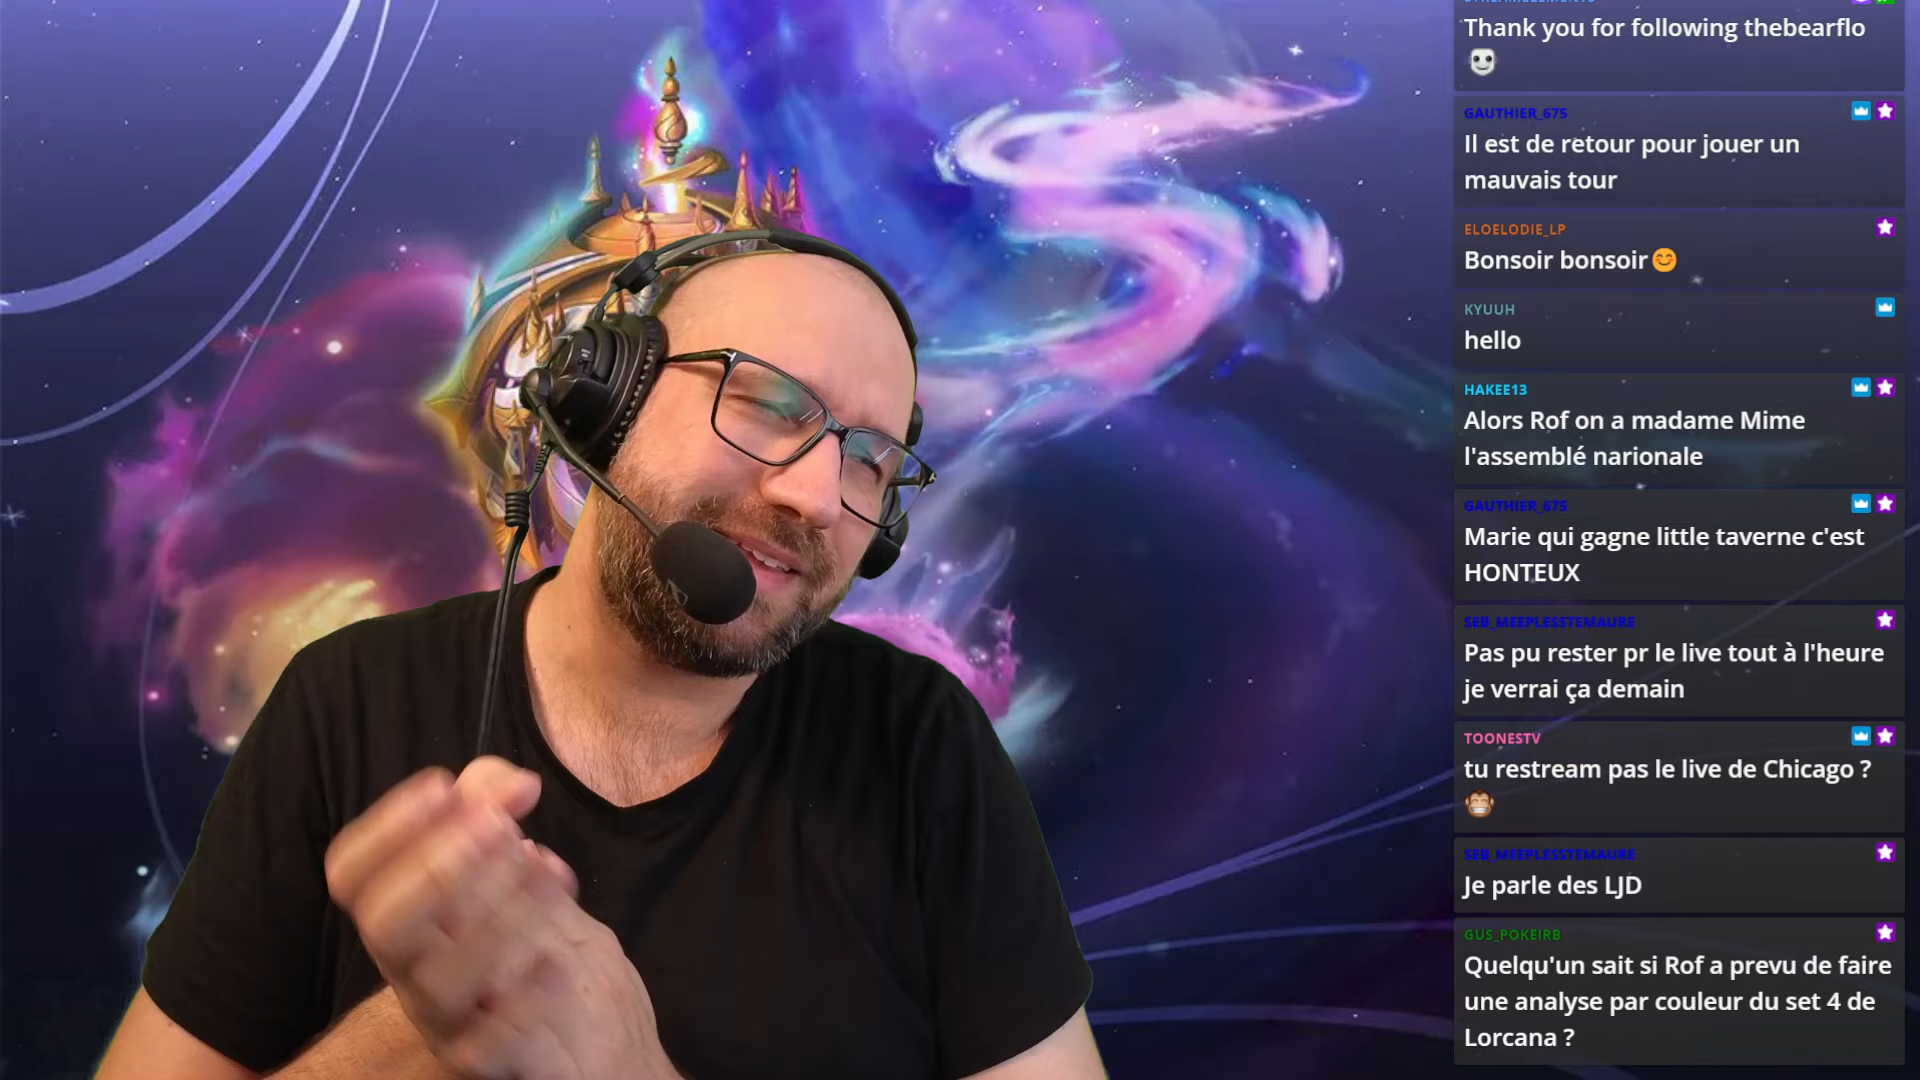 Thank you for following thebearflo
GAUTHIER_675
Il est de retour pour jouer un
mauvais tour
ELOELODIE_LP
Bonsoir bonsoir
KYUUH
hello
HAKEE13
Alors Rof on a madame Mime
l'assemblé narionale
GAUTHIER_675
Marie qui gagne little taverne c'est
HONTEUX
SEB_MEEPLESSTEMAURE
Pas pu rester pr le live tout à l'heure
je verrai ça demain
TOONESTV
tu restream pas le live de Chicago ?
SEB_MEEPLESSTEMAURE
Je parle des LJD
GUS_POKEIRB
Quelqu'un sait si Rof a prevu de faire
une analyse par couleur du set 4 de
Lorcana ?